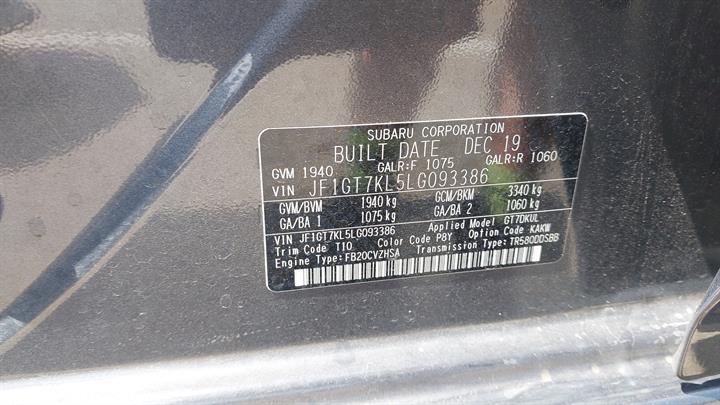 SUBARU CORPORATION
BUILT DATE DEC 19
GVM 1940 GALR:F 1075 GALR:R 1060
VIN JF1GT7KL5LG093386
GVM/BVM 1940 kg GCM/BKM 3340 kg
GA/BA 1 1075 kg GA/BA 2 1060 kg
VIN JF1GT7KL5LG093386 Applied Model GT7DKUL
Trim Code T10 Color Code P8Y Option Code KAKW
Engine Type:FB20CVZHSA Transmission Type:TR580DDSBB